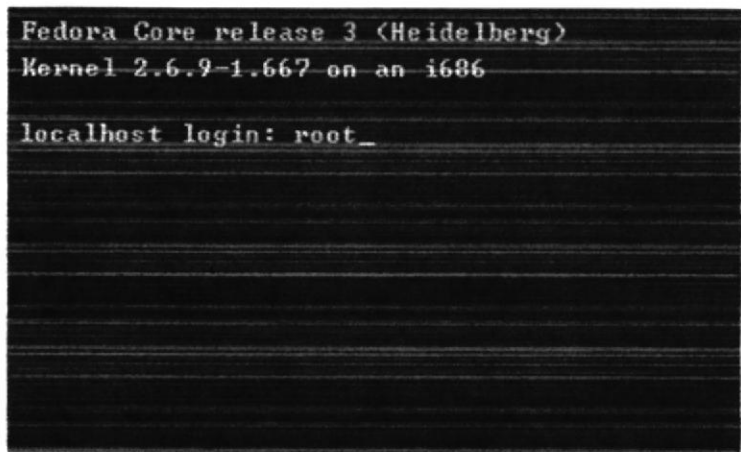 Fedora Core release 3 (Heidelberg)
Kernel 2.6.9-1.667 on an i686
localhost login: root_